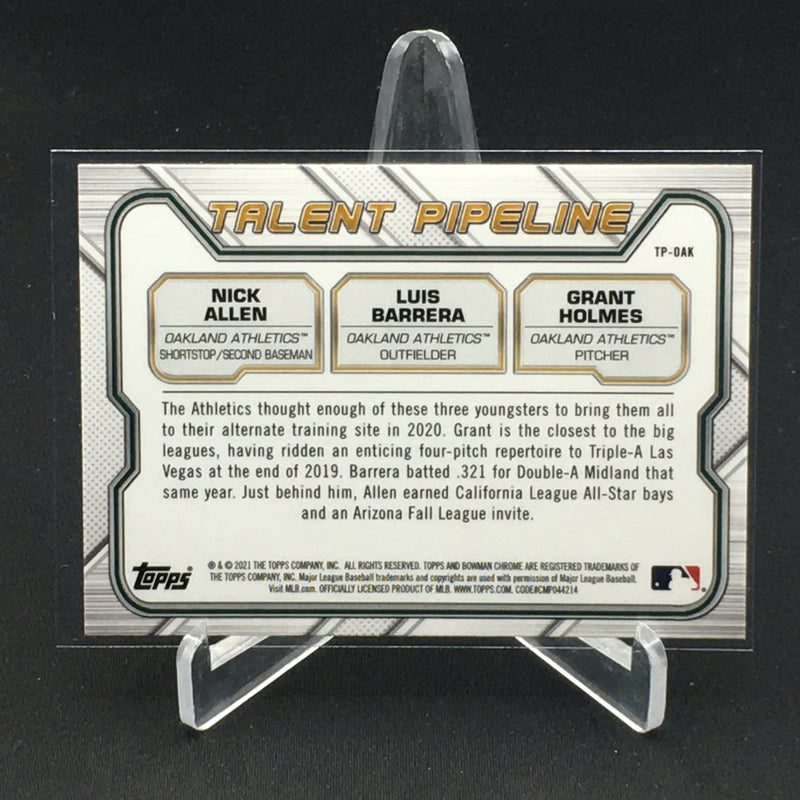 TALENT PIPELINE
TP-OAK
NICK
ALLEN
OAKLAND ATHLETICS™
SHORTSTOP/SECOND BASEMAN
LUIS
BARRERA
OAKLAND ATHLETICS™
OUTFIELDER
GRANT
HOLMES
OAKLAND ATHLETICS™
PITCHER
The Athletics thought enough of these three youngsters to bring them all
to their alternate training site in 2020. Grant is the closest to the big
leagues, having ridden an enticing four-pitch repertoire to Triple-A Las
Vegas at the end of 2019. Barrera batted .321 for Double-A Midland that
same year. Just behind him, Allen earned California League All-Star bays
and an Arizona Fall League invite.
Topps
® & © 2021 THE TOPPS COMPANY, INC. ALL RIGHTS RESERVED. TOPPS AND BOWMAN CHROME ARE REGISTERED TRADEMARKS OF
THE TOPPS COMPANY, INC. Major League Baseball trademarks and copyrights are used with permission of Major League Baseball.
Visit MLB.com. OFFICIALLY LICENSED PRODUCT OF MLB. WWW.TOPPS.COM. CODE#CMP044214